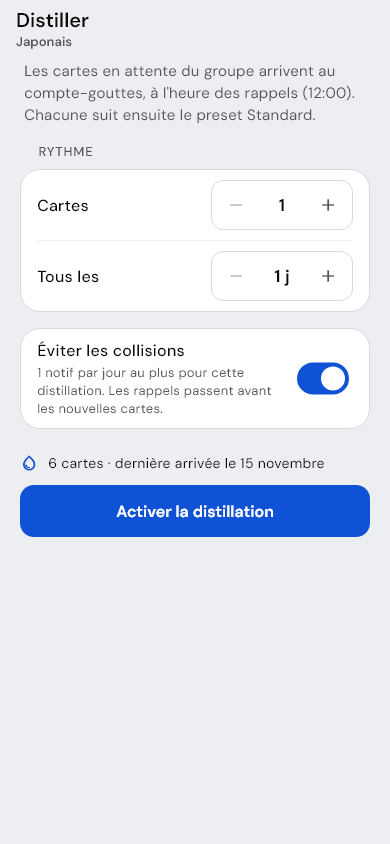 Distiller
Japonais
Les cartes en attente du groupe arrivent au
compte-gouttes, à l'heure des rappels (12:00).
Chacune suit ensuite le preset Standard.
RYTHME
Cartes
− 1 +
Tous les
− 1 j +
Éviter les collisions
1 notif par jour au plus pour cette
distillation. Les rappels passent avant
les nouvelles cartes.
6 cartes · dernière arrivée le 15 novembre
Activer la distillation